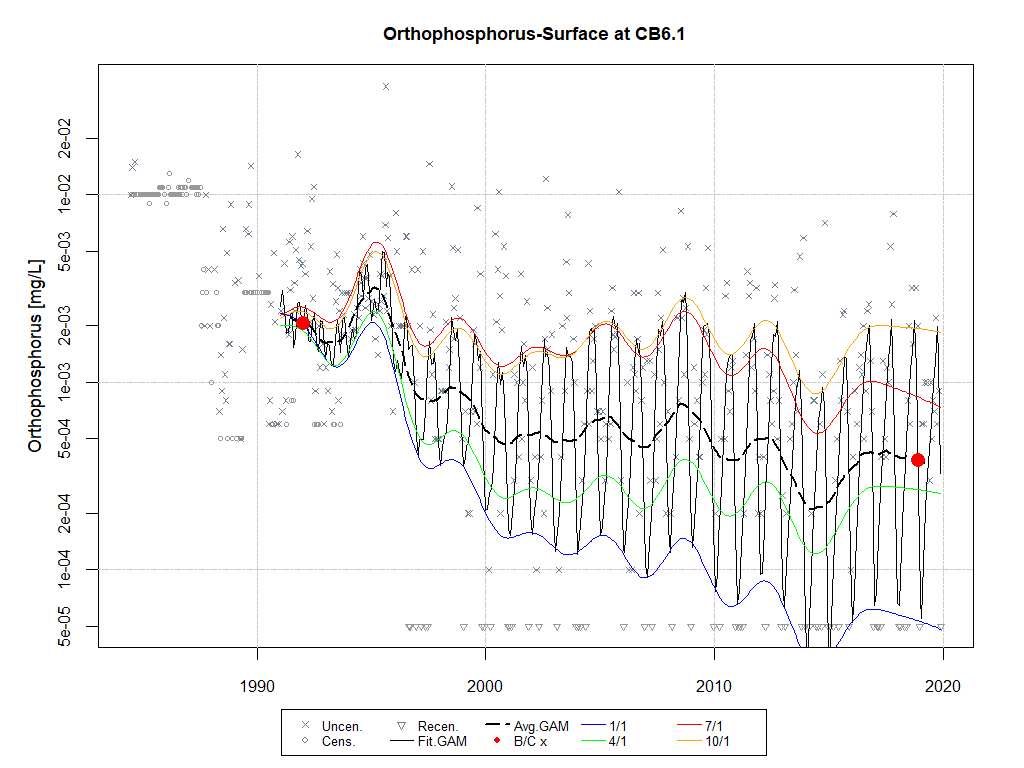 Orthophosphorus-Surface at CB6.1
Orthophosphorus [mg/L]
2e-02
1e-02
5e-03
2e-03
1e-03
5e-04
2e-04
1e-04
5e-05
1990 2000 2010 2020
Uncen. Recen. Avg.GAM 1/1 7/1
Cens. Fit.GAM B/C x 4/1 10/1